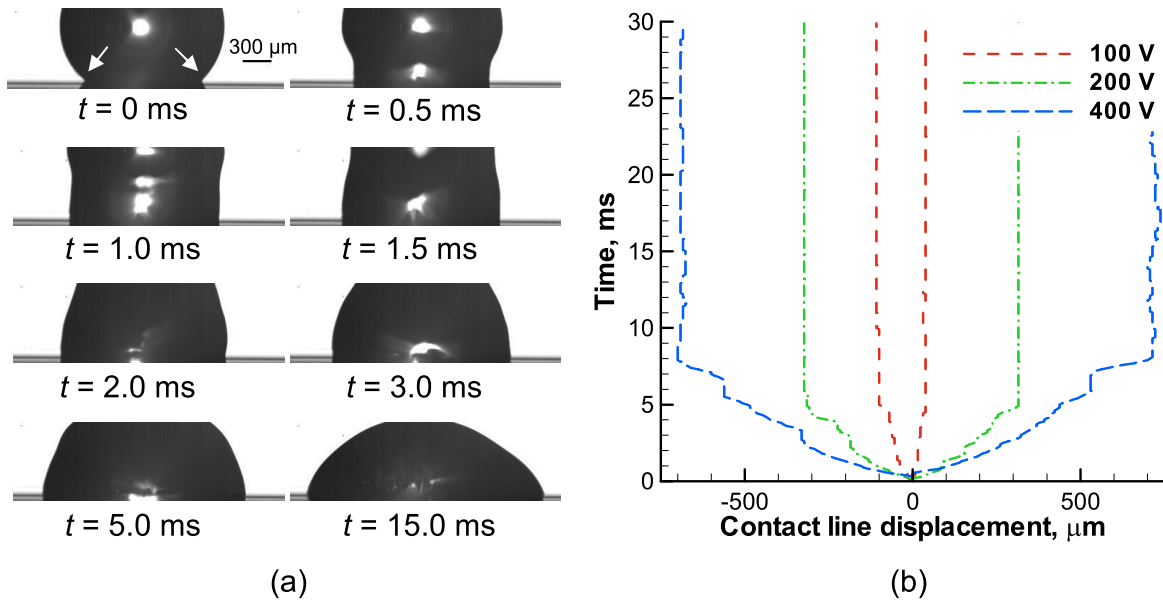 300 μm
t = 0 ms
t = 0.5 ms
t = 1.0 ms
t = 1.5 ms
t = 2.0 ms
t = 3.0 ms
t = 5.0 ms
t = 15.0 ms
(a)
30
25
20
15
10
5
0
Time, ms
100 V
200 V
400 V
-500
0
500
Contact line displacement, μm
(b)